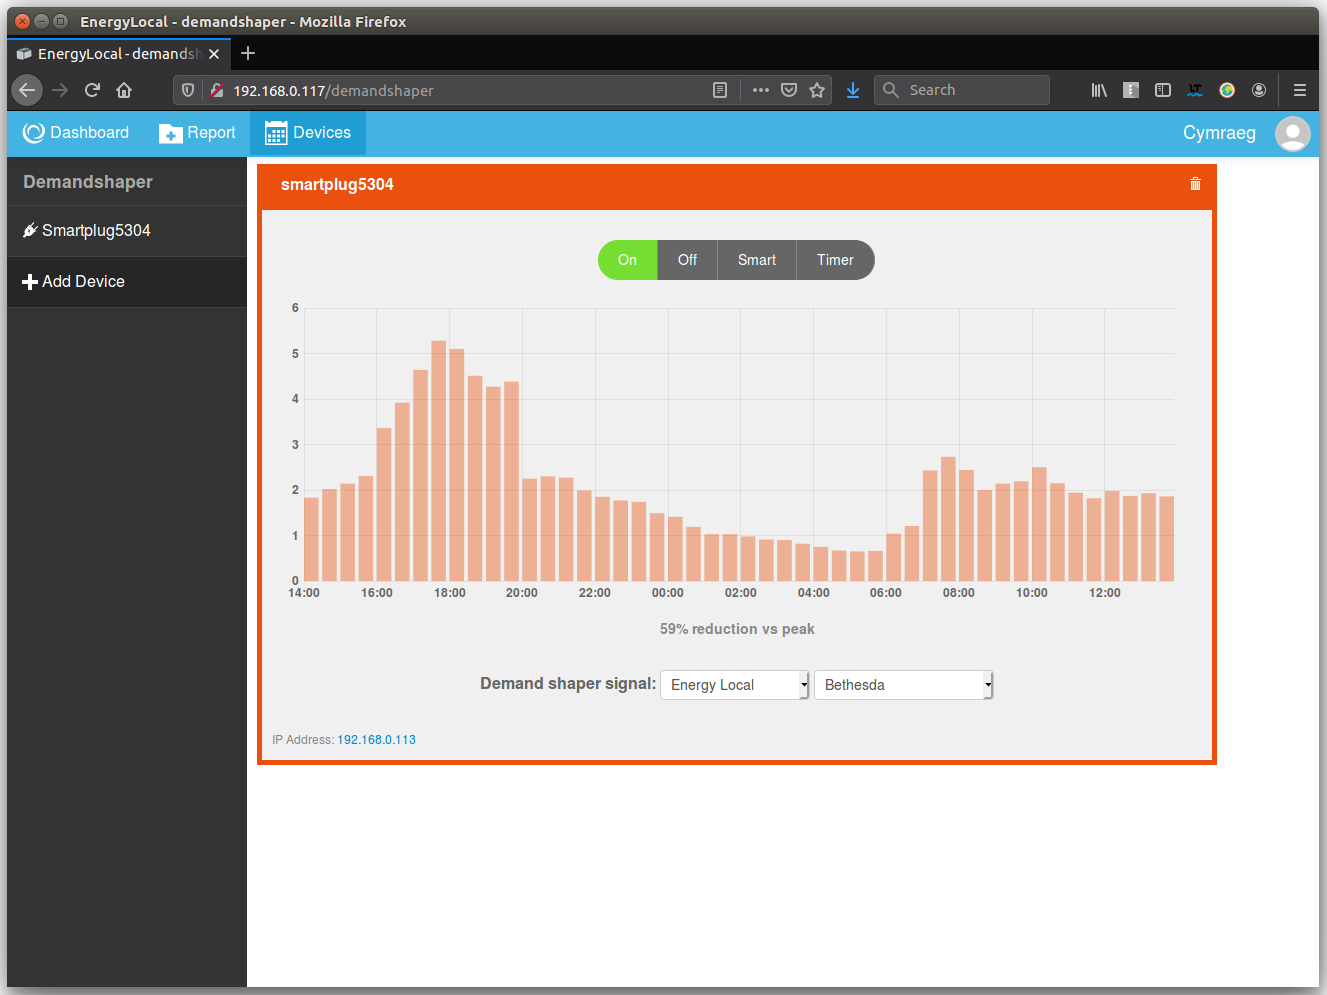 EnergyLocal - demandshaper - Mozilla Firefox
EnergyLocal - demandsh
192.168.0.117/demandshaper
Search
Dashboard
Report
Devices
Cymraeg
Demandshaper
Smartplug5304
Add Device
smartplug5304
On Off Smart Timer
6
5
4
3
2
1
0
14:00 16:00 18:00 20:00 22:00 00:00 02:00 04:00 06:00 08:00 10:00 12:00
59% reduction vs peak
Demand shaper signal: Energy Local Bethesda
IP Address: 192.168.0.113